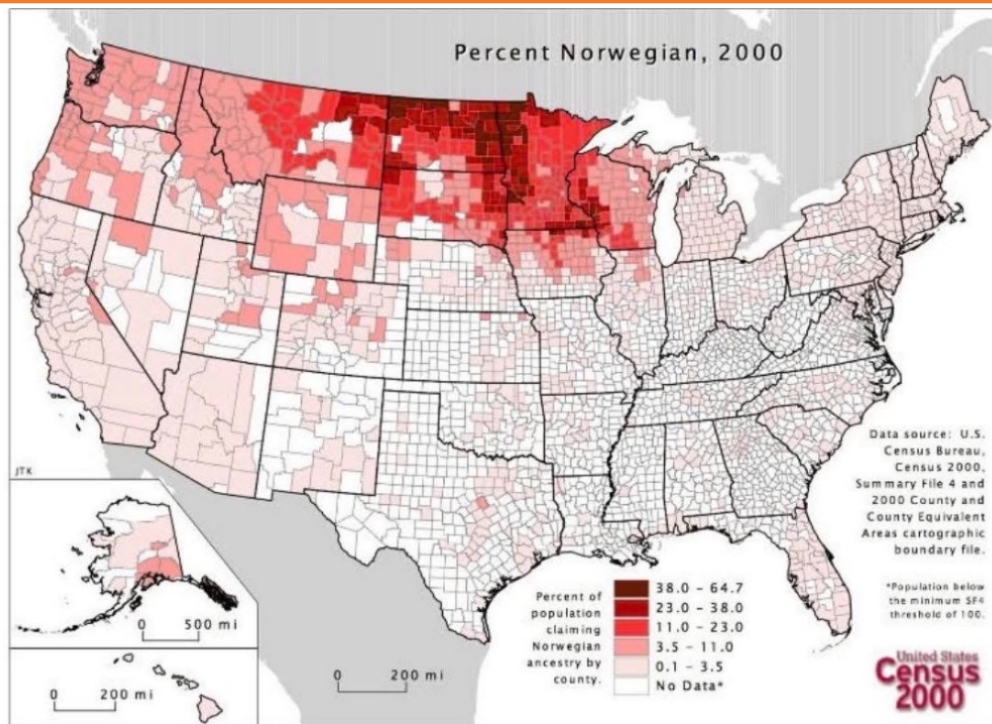 Percent Norwegian, 2000
Data source: U.S.
Census Bureau,
Census 2000,
Summary File 4 and
2000 County and
County Equivalent
Areas cartographic
boundary file.
*Population below
the minimum SF4
threshold of 100.
JTK
0 500 mi
0 200 mi
0 200 mi
Percent of
population
claiming
Norwegian
ancestry by
county.
38.0 - 64.7
23.0 - 38.0
11.0 - 23.0
3.5 - 11.0
0.1 - 3.5
No Data*
United States
Census
2000